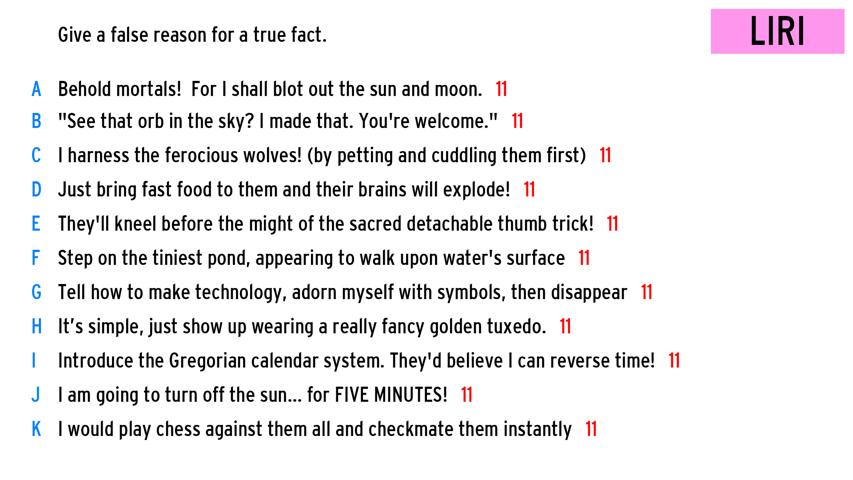 Give a false reason for a true fact.
LIRI
A Behold mortals! For I shall blot out the sun and moon. 11
B "See that orb in the sky? I made that. You're welcome." 11
C I harness the ferocious wolves! (by petting and cuddling them first) 11
D Just bring fast food to them and their brains will explode! 11
E They'll kneel before the might of the sacred detachable thumb trick! 11
F Step on the tiniest pond, appearing to walk upon water's surface 11
G Tell how to make technology, adorn myself with symbols, then disappear 11
H It’s simple, just show up wearing a really fancy golden tuxedo. 11
I Introduce the Gregorian calendar system. They'd believe I can reverse time! 11
J I am going to turn off the sun... for FIVE MINUTES! 11
K I would play chess against them all and checkmate them instantly 11